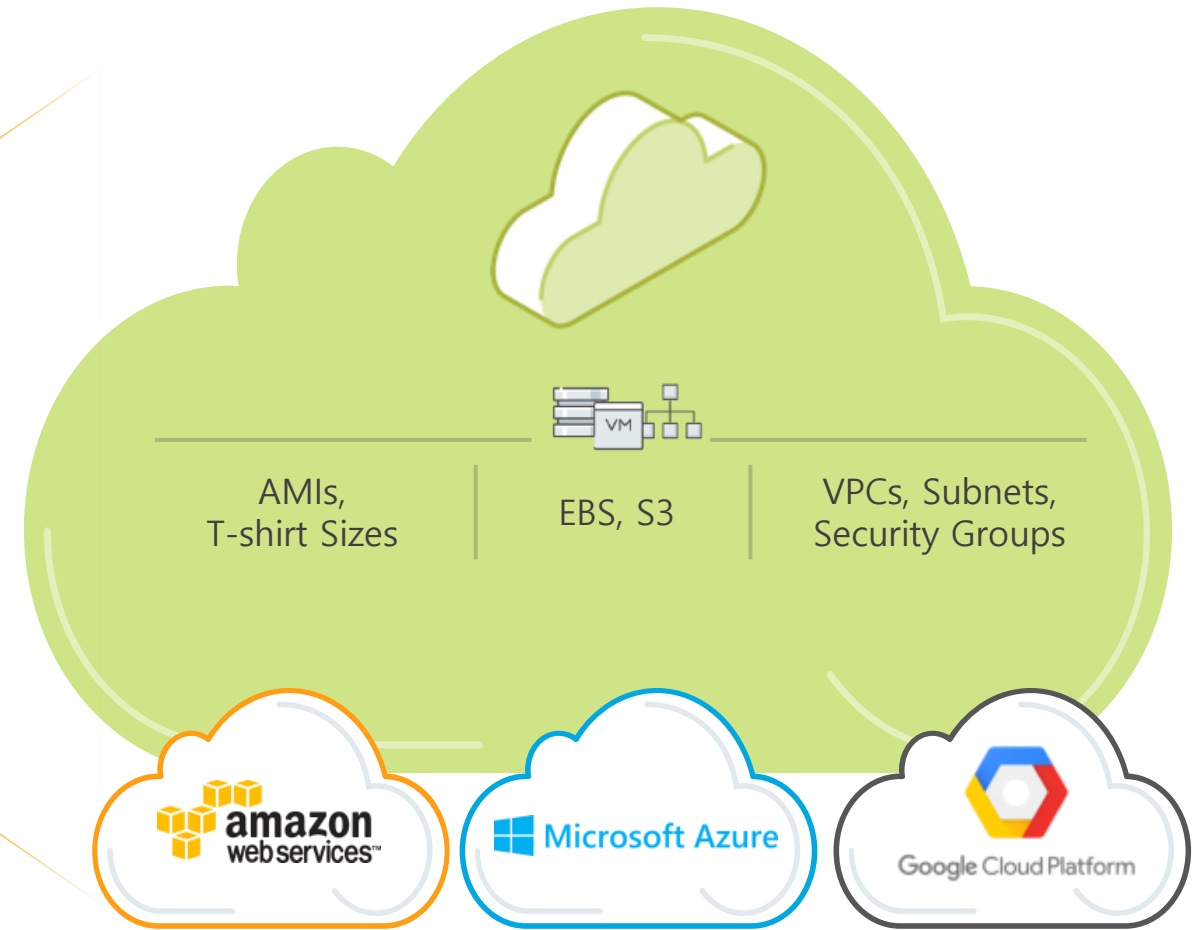 VM
AMIs,
T-shirt Sizes
EBS, S3
VPCs, Subnets,
Security Groups
amazon
web services™
Microsoft Azure
Google Cloud Platform